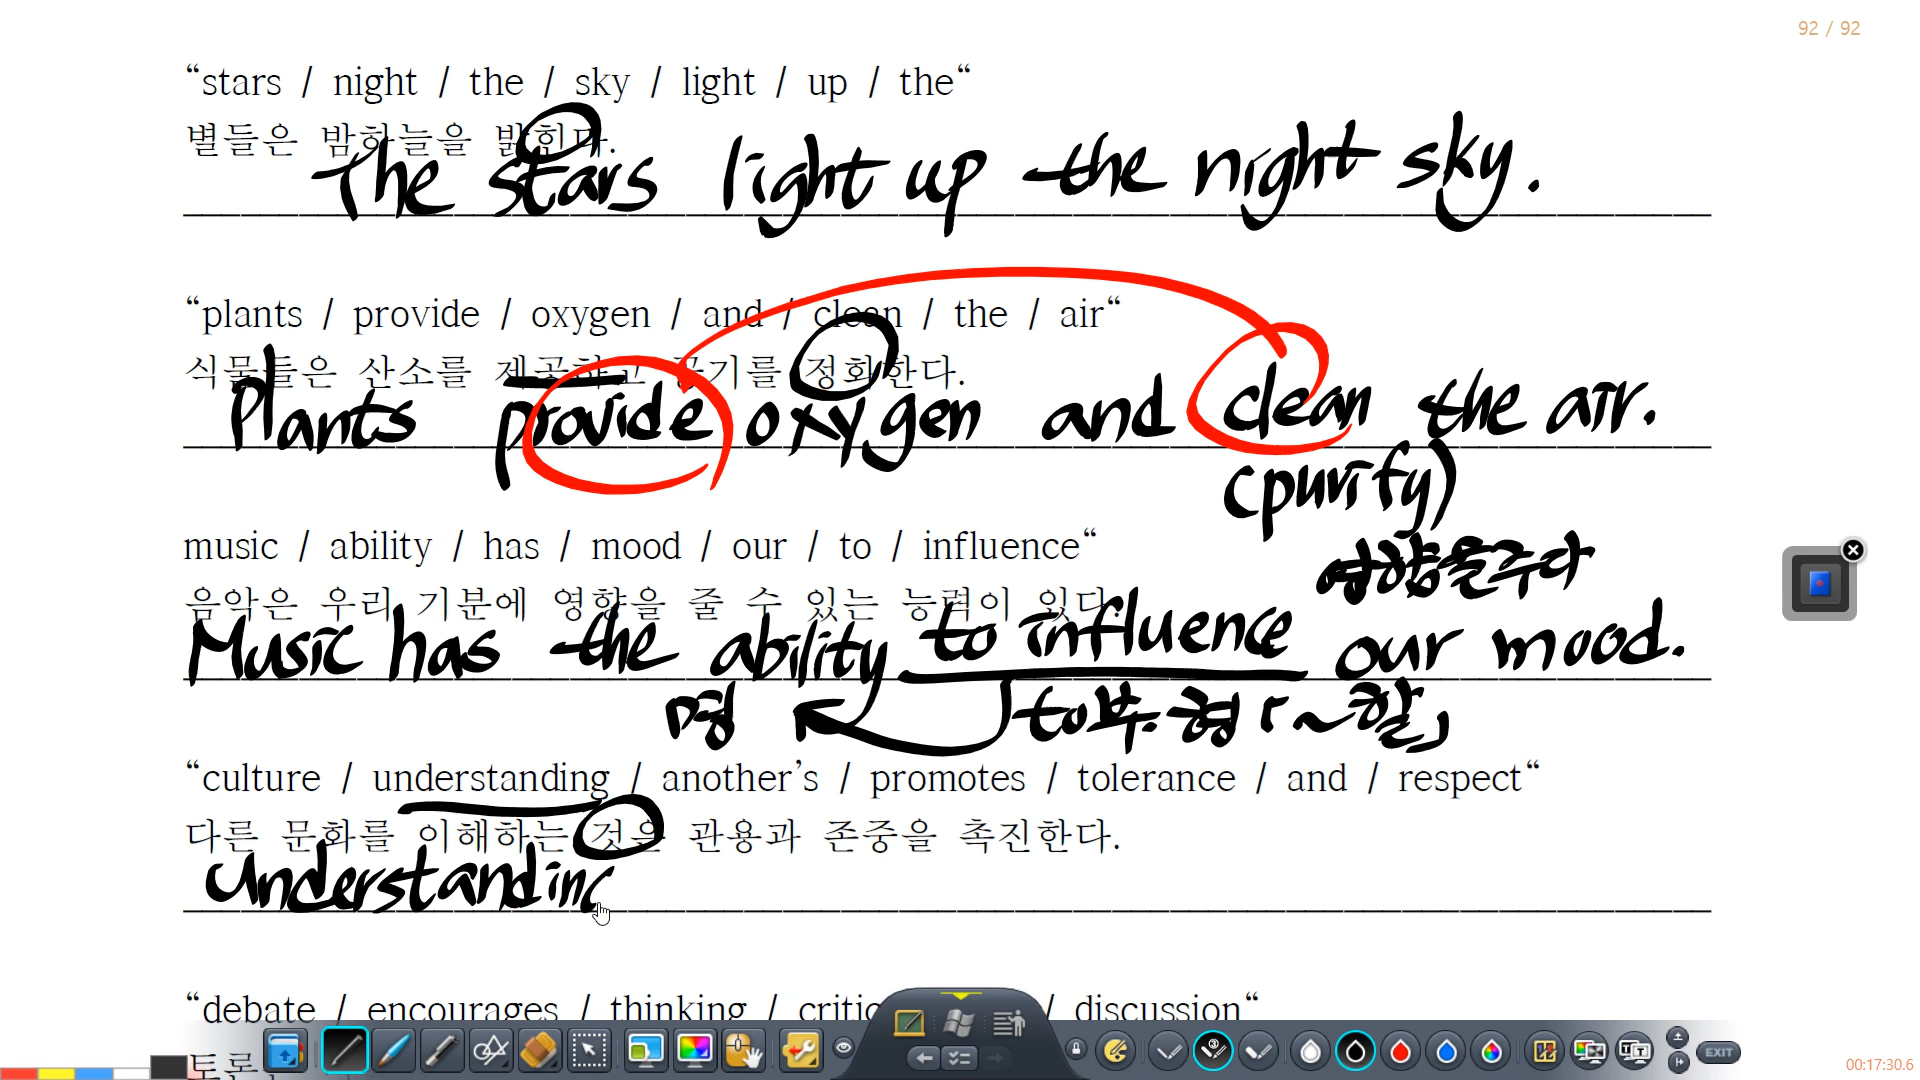 92 / 92
“stars / night / the / sky / light / up / the“
별들은 밤하늘을 밝힌다.
The stars light up the night sky.
“plants / provide / oxygen / and / clean / the / air“
식물들은 산소를 제공하고 공기를 정화한다.
Plants provide oxygen and clean the air.
(purify)
music / ability / has / mood / our / to / influence“
영향을주다
음악은 우리 기분에 영향을 줄 수 있는 능력이 있다.
Music has the ability to influence our mood.
명 to부.형「~할」
“culture / understanding / another's / promotes / tolerance / and / respect“
다른 문화를 이해하는 것은 관용과 존중을 촉진한다.
Understandinc
“debate / encourages / thinking / critic / discussion“
토론
EXIT
00:17:30.6